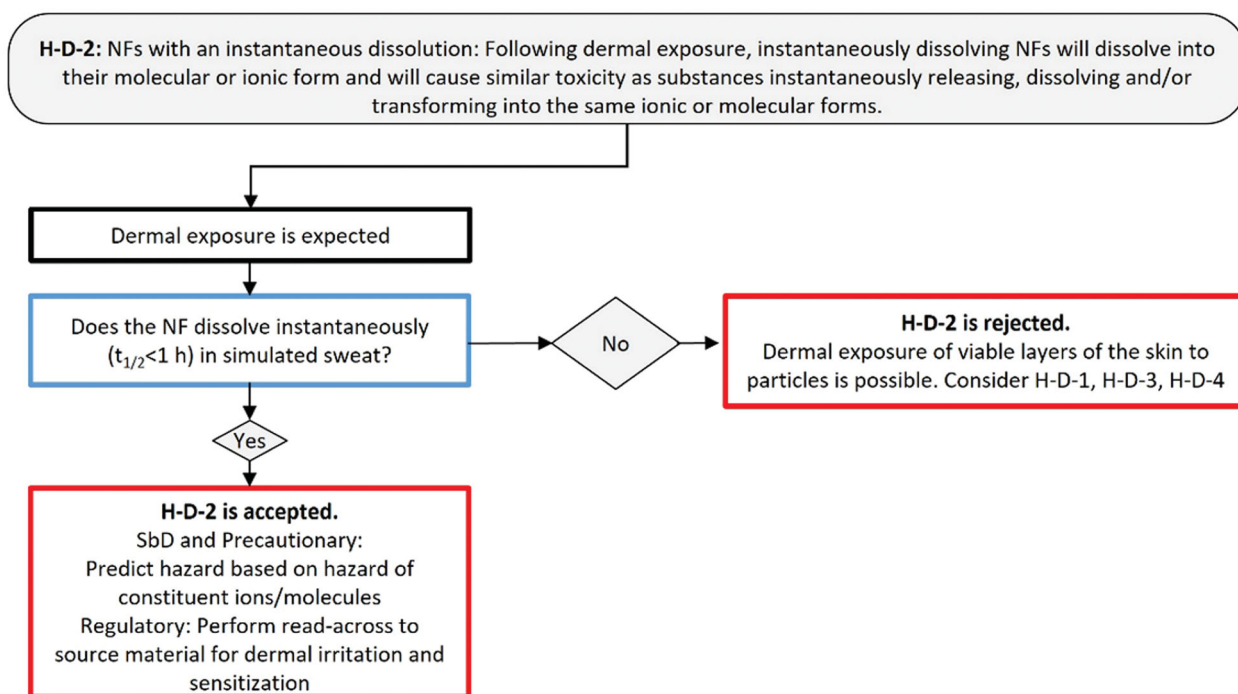 H-D-2: NFs with an instantaneous dissolution: Following dermal exposure, instantaneously dissolving NFs will dissolve into
their molecular or ionic form and will cause similar toxicity as substances instantaneously releasing, dissolving and/or
transforming into the same ionic or molecular forms.
Dermal exposure is expected
Does the NF dissolve instantaneously
(t1/2<1 h) in simulated sweat?
No
H-D-2 is rejected.
Dermal exposure of viable layers of the skin to
particles is possible. Consider H-D-1, H-D-3, H-D-4
Yes
H-D-2 is accepted.
SbD and Precautionary:
Predict hazard based on hazard of
constituent ions/molecules
Regulatory: Perform read-across to
source material for dermal irritation and
sensitization